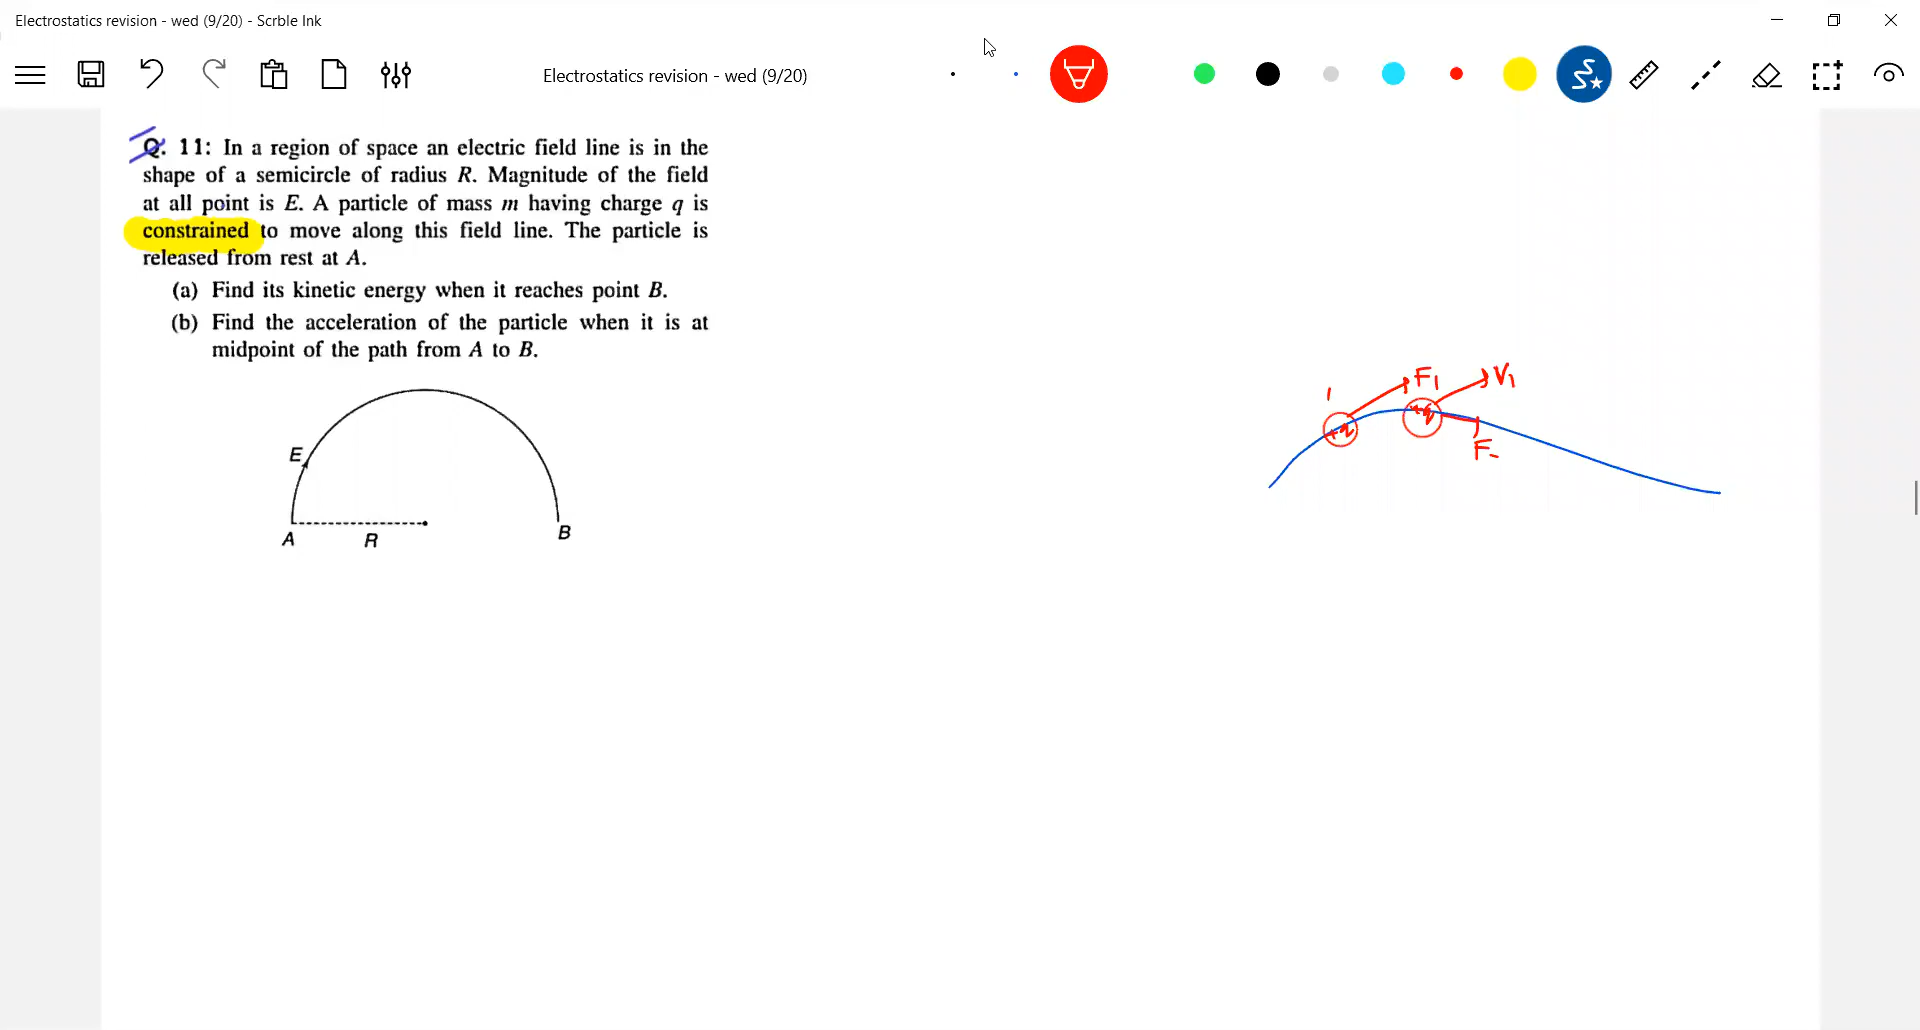 Electrostatics revision - wed (9/20) - Scrble Ink
Electrostatics revision - wed (9/20)
Q. 11: In a region of space an electric field line is in the
shape of a semicircle of radius R. Magnitude of the field
at all point is E. A particle of mass m having charge q is
constrained to move along this field line. The particle is
released from rest at A.
(a) Find its kinetic energy when it reaches point B.
(b) Find the acceleration of the particle when it is at
midpoint of the path from A to B.
E
A
R
B
1
F1
V1
+q
+q
F